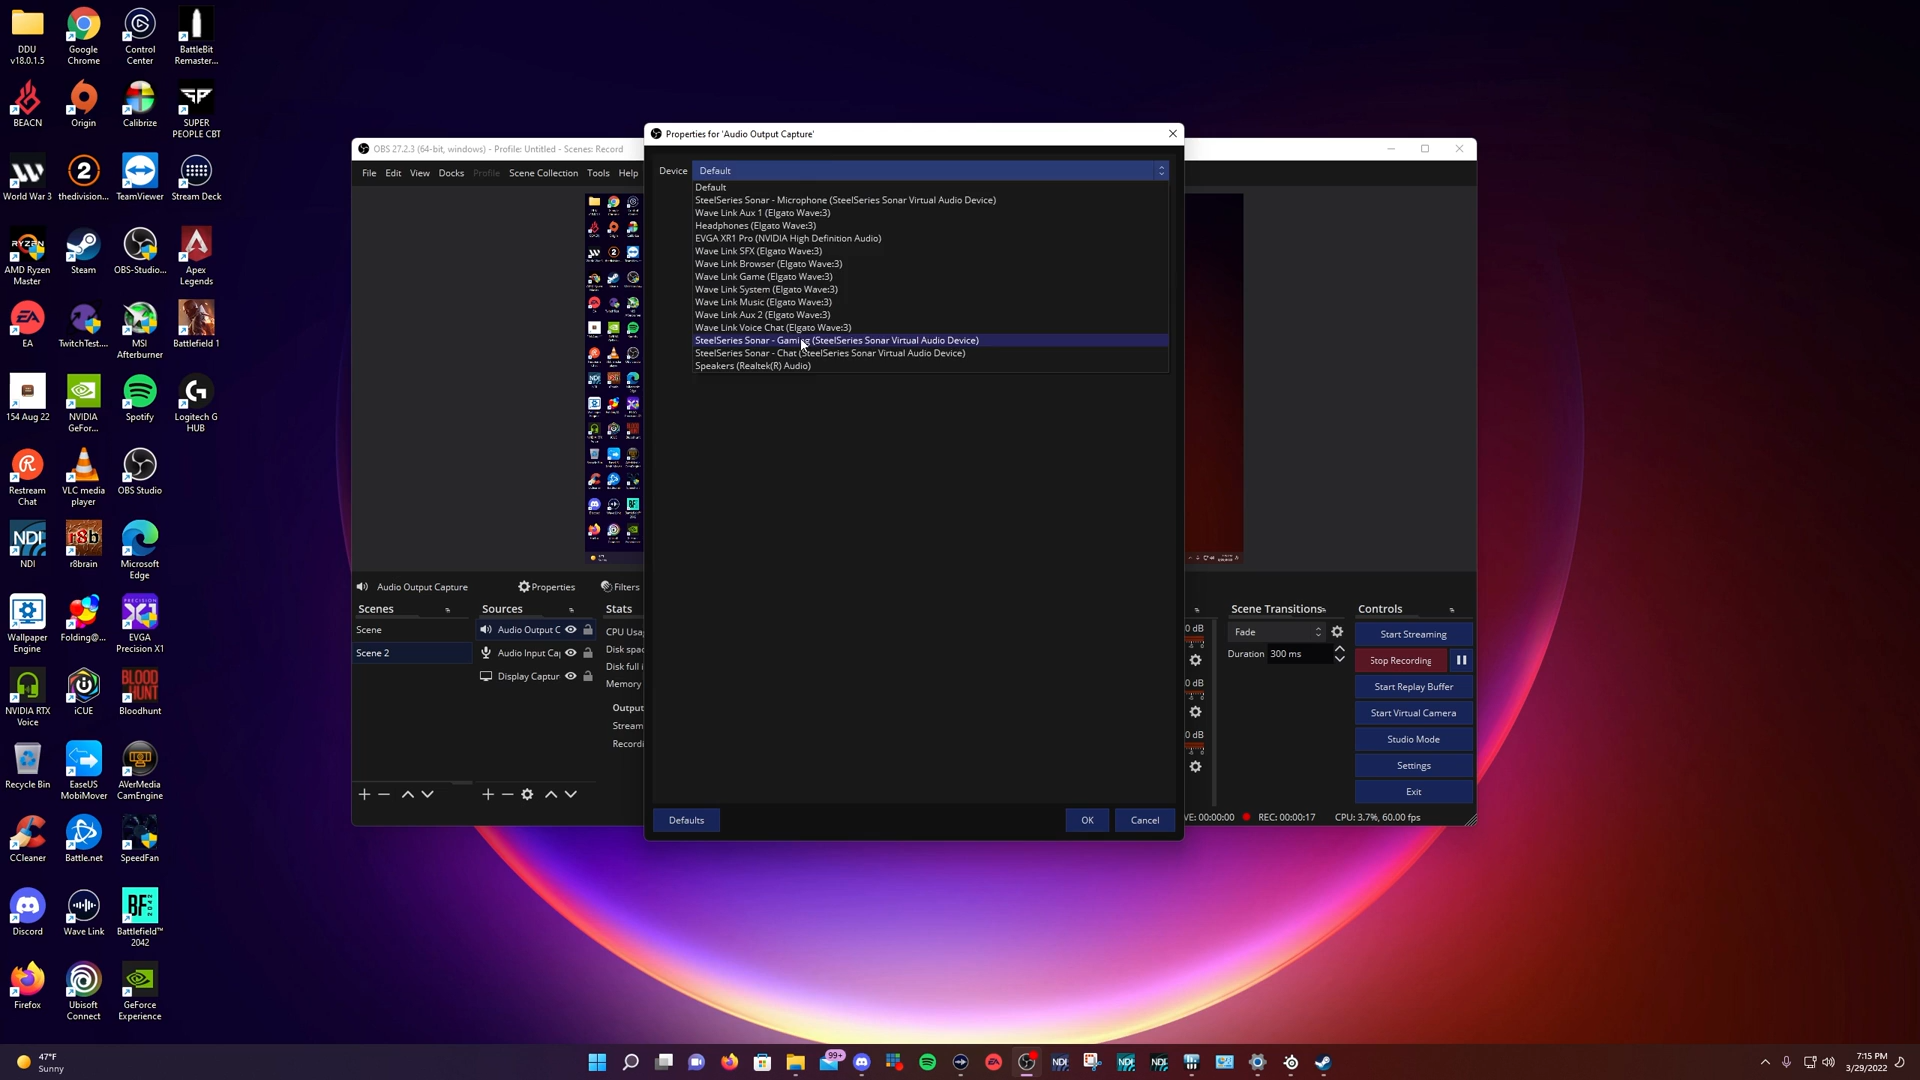 DDU
v18.0.1.5
Google
Chrome
Control
Center
BattleBit
Remaster...
BEACN
Origin
Calibrize
SUPER
PEOPLE CBT
World War 3
thedivision...
TeamViewer
Stream Deck
AMD Ryzen
Master
Steam
OBS-Studio...
Apex
Legends
EA
TwitchTest....
MSI
Afterburner
Battlefield 1
154 Aug 22
NVIDIA
GeFor...
Spotify
Logitech G
HUB
Restream
Chat
VLC media
player
OBS Studio
NDI
r8brain
Microsoft
Edge
Wallpaper
Engine
Folding@...
EVGA
Precision X1
NVIDIA RTX
Voice
iCUE
Bloodhunt
Recycle Bin
EaseUS
MobiMover
AVerMedia
CamEngine
CCleaner
Battle.net
SpeedFan
Discord
Wave Link
Battlefield™
2042
Firefox
Ubisoft
Connect
GeForce
Experience
OBS 27.2.3 (64-bit, windows) - Profile: Untitled - Scenes: Record
File Edit View Docks Profile Scene Collection Tools Help
Properties for 'Audio Output Capture'
Device Default
Default
SteelSeries Sonar - Microphone (SteelSeries Sonar Virtual Audio Device)
Wave Link Aux 1 (Elgato Wave:3)
Headphones (Elgato Wave:3)
EVGA XR1 Pro (NVIDIA High Definition Audio)
Wave Link SFX (Elgato Wave:3)
Wave Link Browser (Elgato Wave:3)
Wave Link Game (Elgato Wave:3)
Wave Link System (Elgato Wave:3)
Wave Link Music (Elgato Wave:3)
Wave Link Aux 2 (Elgato Wave:3)
Wave Link Voice Chat (Elgato Wave:3)
SteelSeries Sonar - Gaming (SteelSeries Sonar Virtual Audio Device)
SteelSeries Sonar - Chat (SteelSeries Sonar Virtual Audio Device)
Speakers (Realtek(R) Audio)
Defaults OK Cancel
Audio Output Capture Properties Filters
Scenes
Scene
Scene 2
Sources
Audio Output C
Audio Input Ca
Display Captur
Stats
CPU Usa
Disk spac
Disk full i
Memory
Output
Stream
Recordi
0 dB
0 dB
0 dB
Scene Transitions
Fade
Duration 300 ms
Controls
Start Streaming
Stop Recording
Start Replay Buffer
Start Virtual Camera
Studio Mode
Settings
Exit
VE: 00:00:00 REC: 00:00:17 CPU: 3.7%, 60.00 fps
47°F
Sunny
99+
7:15 PM
3/29/2022